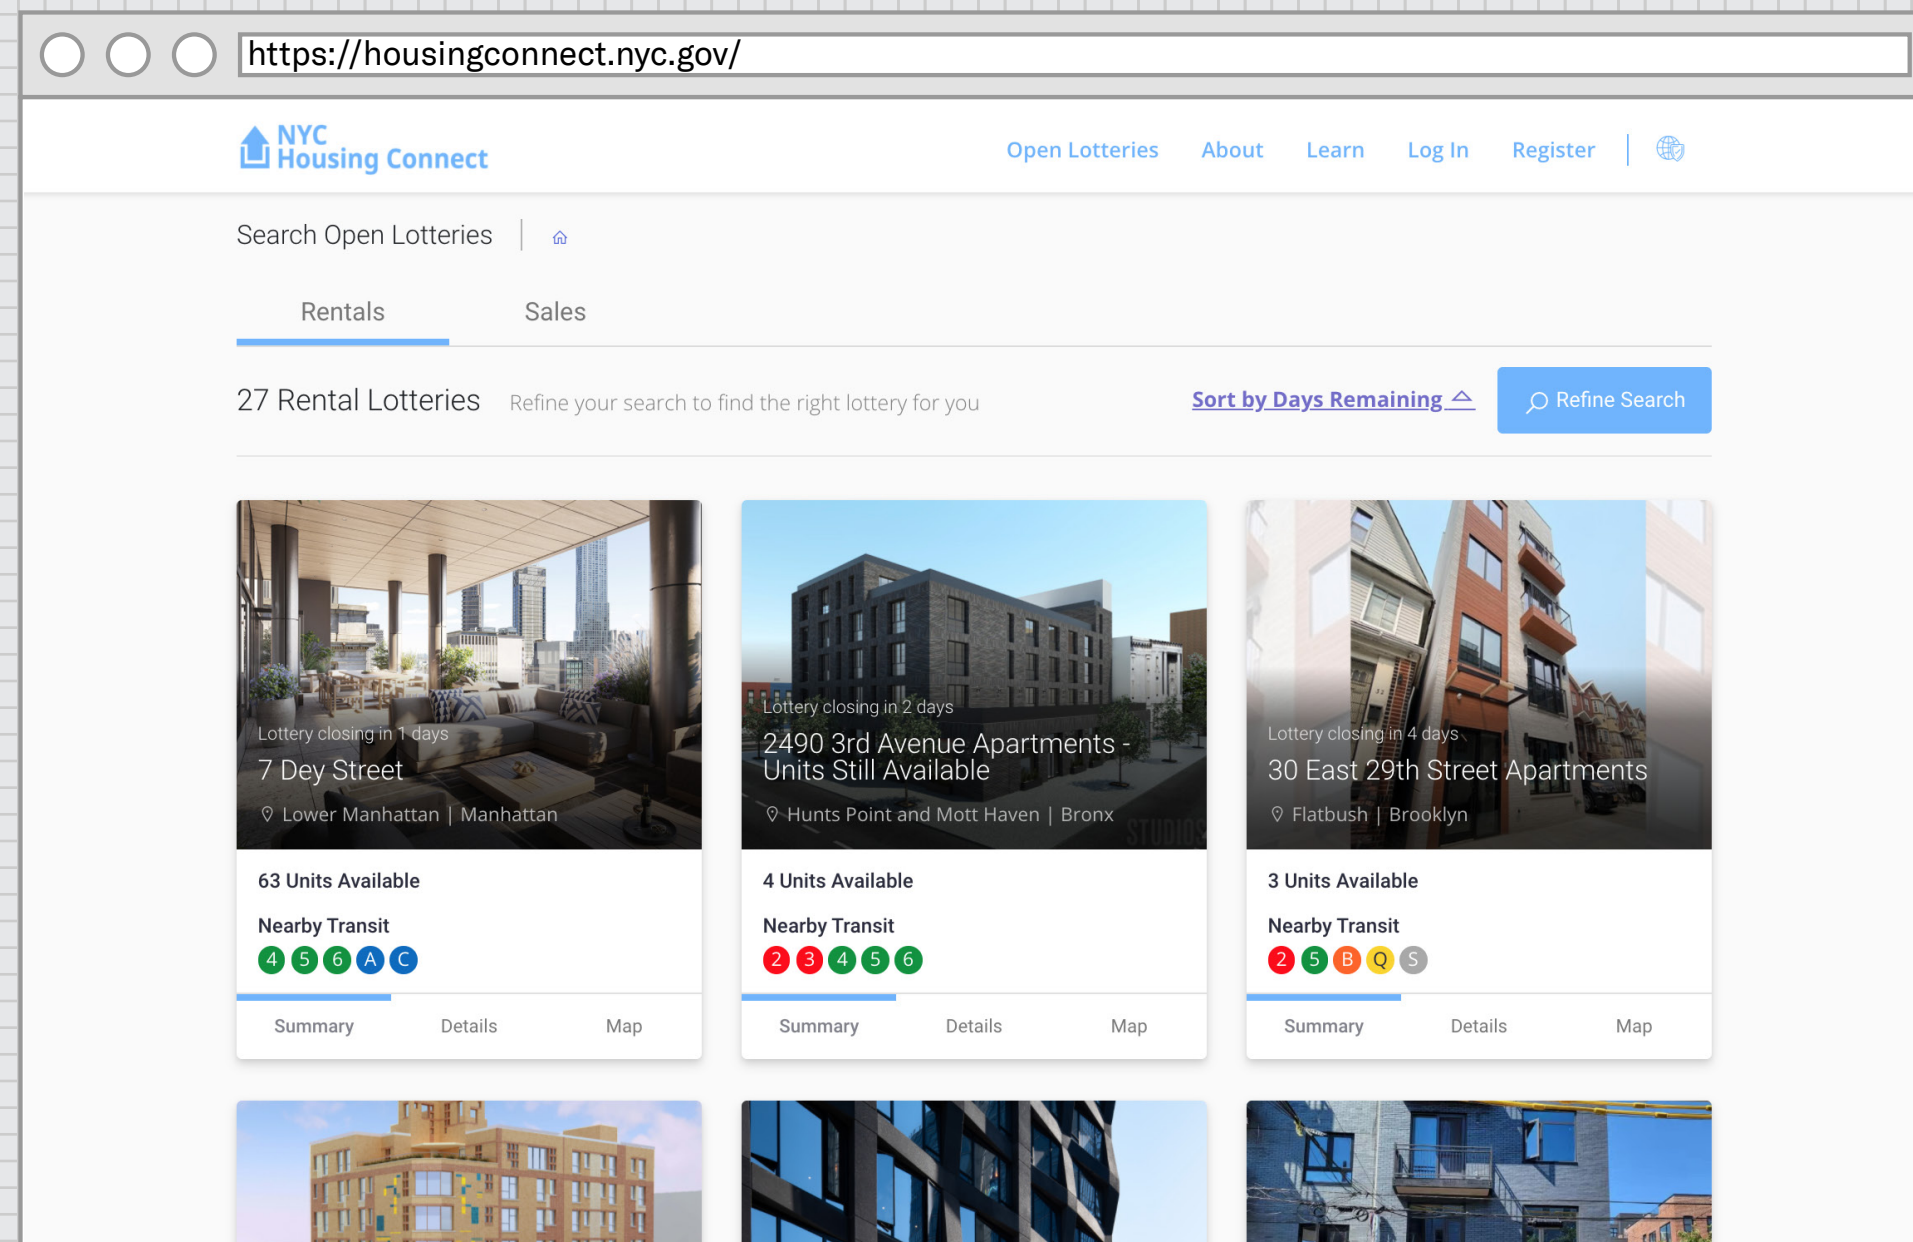 https://housingconnect.nyc.gov/
NYC
Housing Connect
Open Lotteries About Learn Log In Register
Search Open Lotteries
Rentals Sales
27 Rental Lotteries Refine your search to find the right lottery for you Sort by Days Remaining Refine Search
Lottery closing in 1 days
7 Dey Street
Lower Manhattan | Manhattan
63 Units Available
Nearby Transit
4 5 6 A C
Summary Details Map
Lottery closing in 2 days
2490 3rd Avenue Apartments -
Units Still Available
Hunts Point and Mott Haven | Bronx
STUDIOS
4 Units Available
Nearby Transit
2 3 4 5 6
Summary Details Map
32
Lottery closing in 4 days
30 East 29th Street Apartments
Flatbush | Brooklyn
3 Units Available
Nearby Transit
2 5 B Q S
Summary Details Map